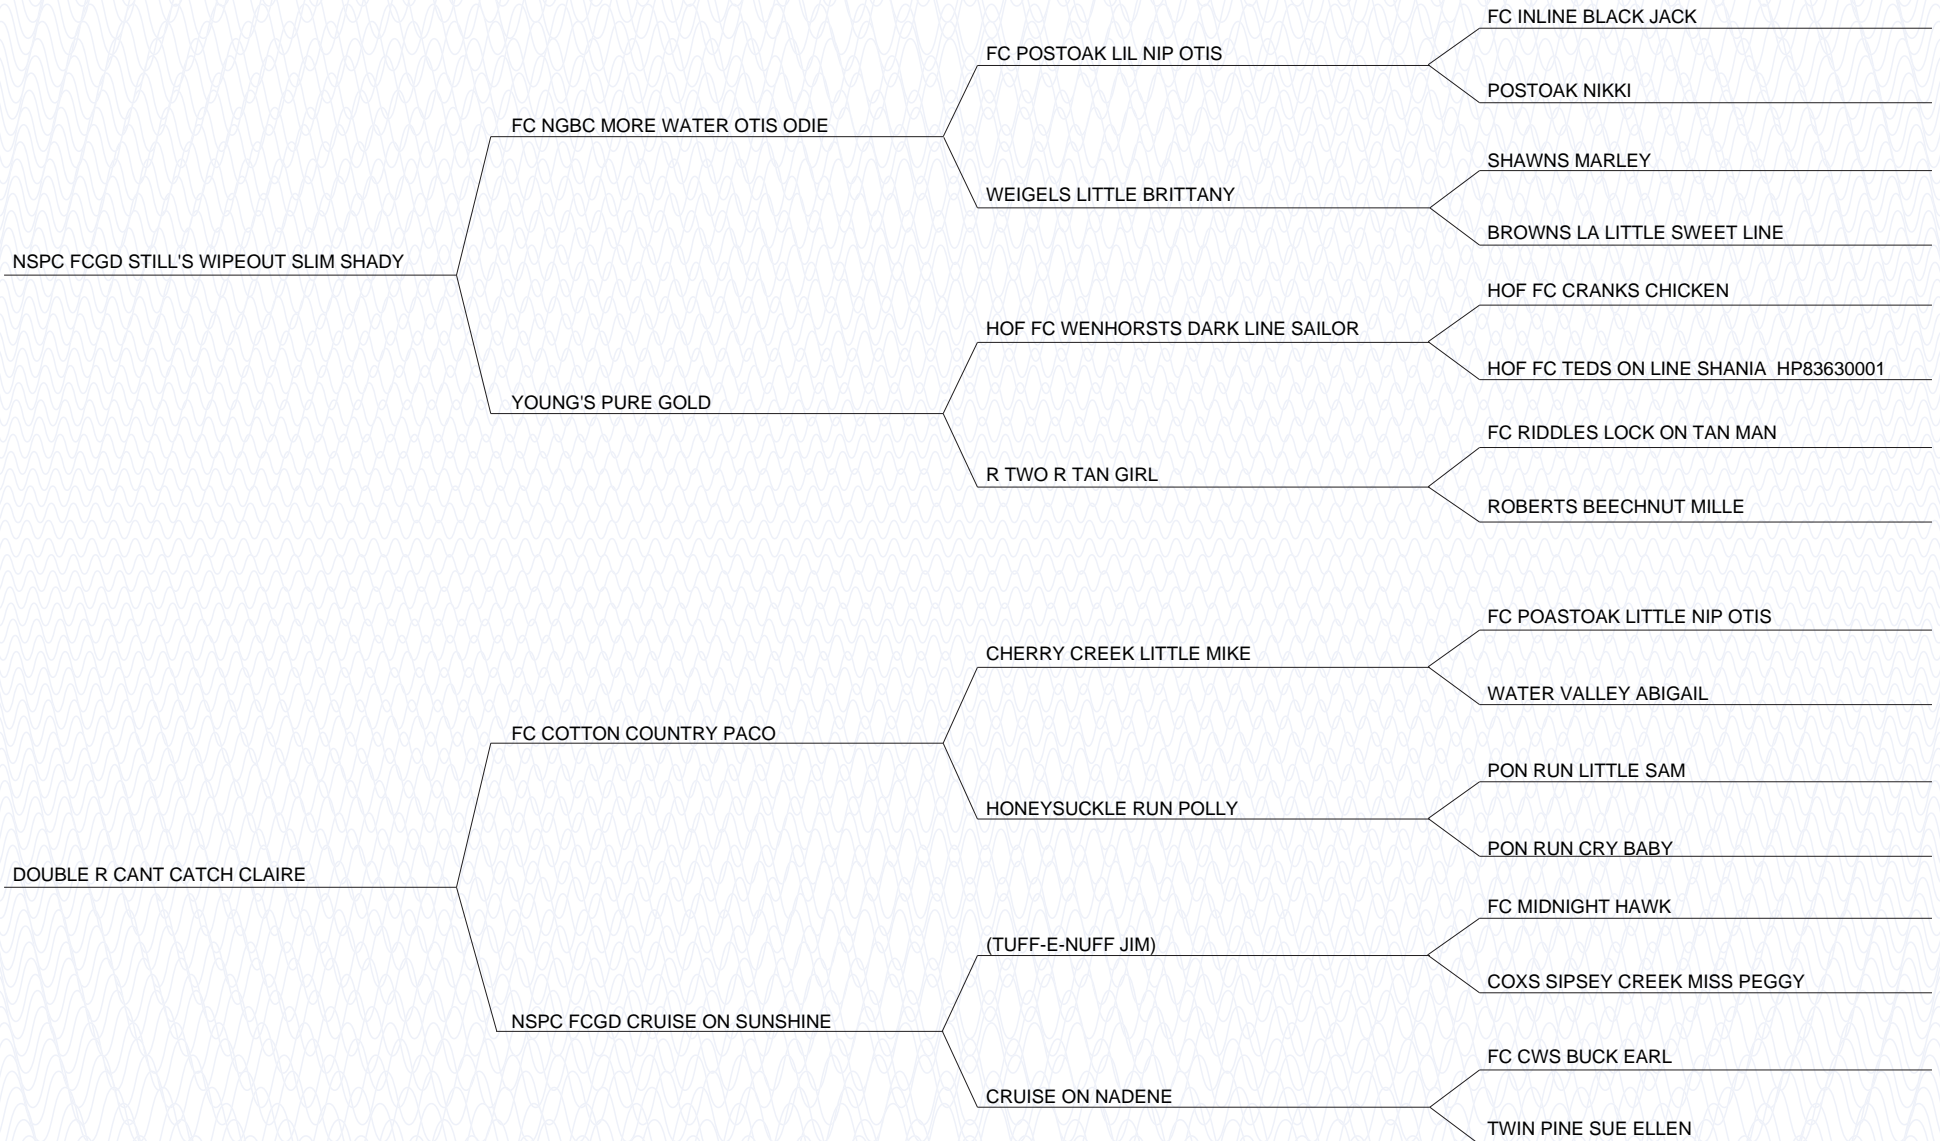 FC INLINE BLACK JACK
FC POSTOAK LIL NIP OTIS
POSTOAK NIKKI
FC NGBC MORE WATER OTIS ODIE
SHAWNS MARLEY
WEIGELS LITTLE BRITTANY
BROWNS LA LITTLE SWEET LINE
NSPC FCGD STILL'S WIPEOUT SLIM SHADY
HOF FC CRANKS CHICKEN
HOF FC WENHORSTS DARK LINE SAILOR
HOF FC TEDS ON LINE SHANIA  HP83630001
YOUNG'S PURE GOLD
FC RIDDLES LOCK ON TAN MAN
R TWO R TAN GIRL
ROBERTS BEECHNUT MILLE
FC POASTOAK LITTLE NIP OTIS
CHERRY CREEK LITTLE MIKE
WATER VALLEY ABIGAIL
FC COTTON COUNTRY PACO
PON RUN LITTLE SAM
HONEYSUCKLE RUN POLLY
PON RUN CRY BABY
DOUBLE R CANT CATCH CLAIRE
FC MIDNIGHT HAWK
(TUFF-E-NUFF JIM)
COXS SIPSEY CREEK MISS PEGGY
NSPC FCGD CRUISE ON SUNSHINE
FC CWS BUCK EARL
CRUISE ON NADENE
TWIN PINE SUE ELLEN